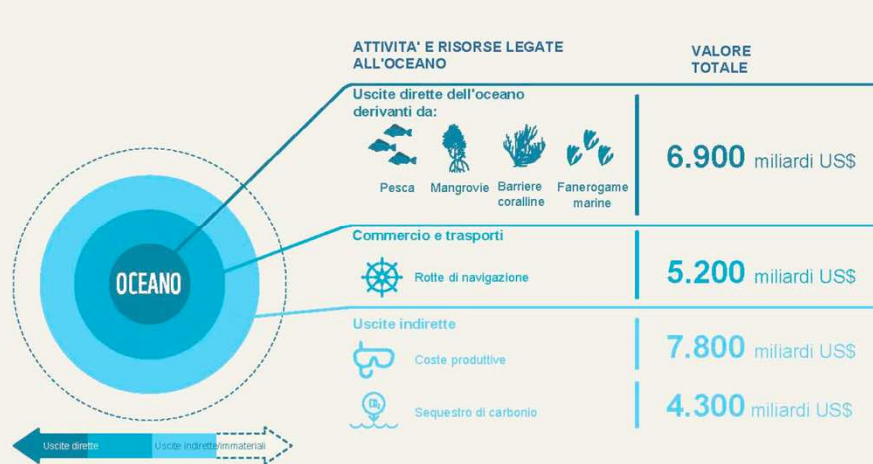 ATTIVITA' E RISORSE LEGATE
ALL'OCEANO
VALORE
TOTALE
Uscite dirette dell'oceano
derivanti da:
Pesca
Mangrovie
Barriere
coralline
Fanerogame
marine
6.900 miliardi US$
Commercio e trasporti
Rotte di navigazione
5.200 miliardi US$
OCEANO
Uscite indirette
Coste produttive
7.800 miliardi US$
CO₂
Sequestro di carbonio
4.300 miliardi US$
Uscite dirette
Uscite indirette/immateriali